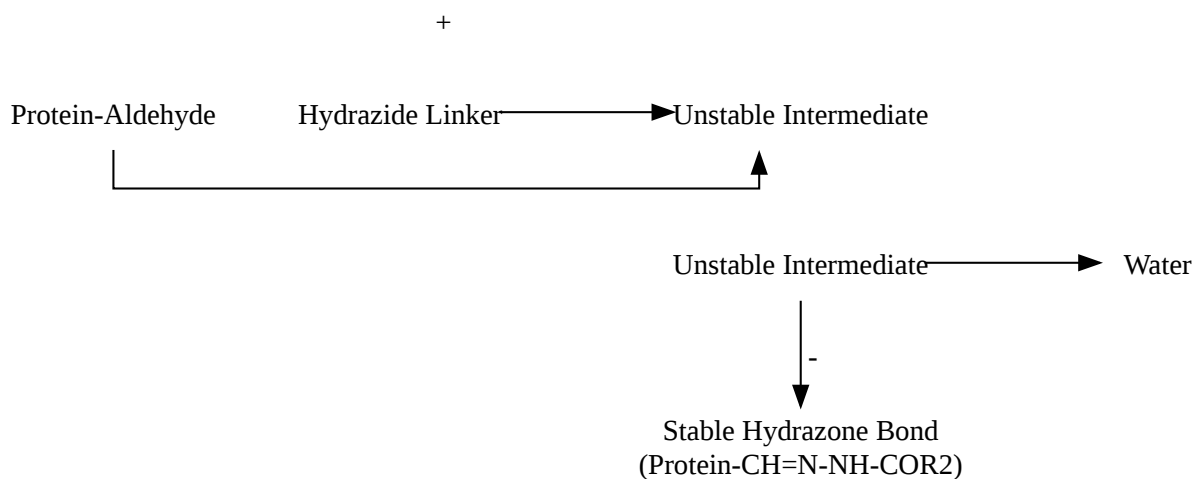 +
Protein-Aldehyde
Hydrazide Linker
Unstable Intermediate
Unstable Intermediate
Water
-
Stable Hydrazone Bond
(Protein-CH=N-NH-COR2)